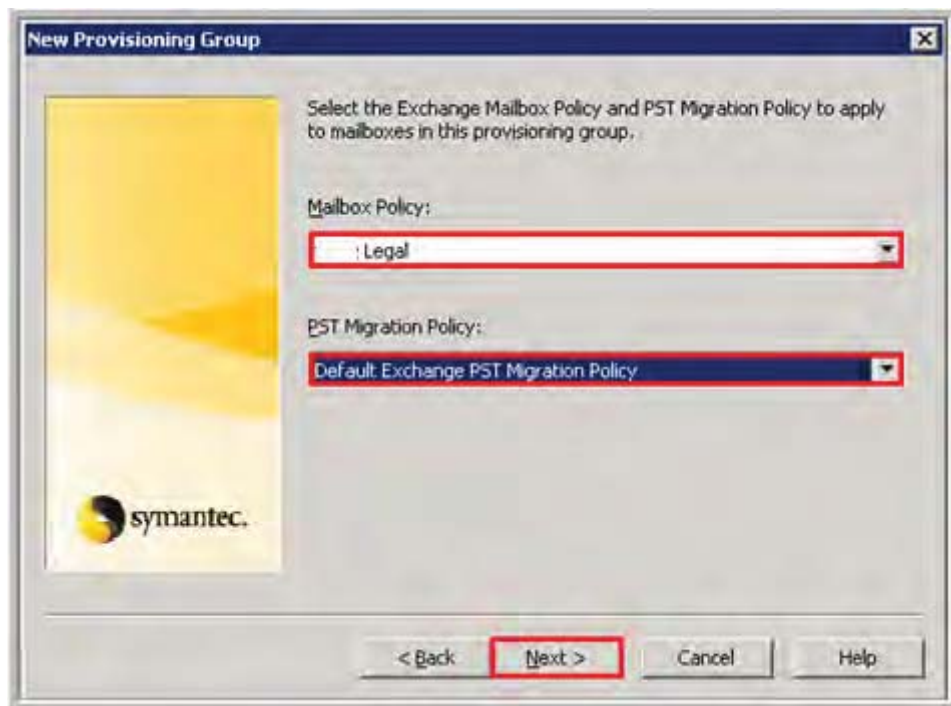 New Provisioning Group
Select the Exchange Mailbox Policy and PST Migration Policy to apply
to mailboxes in this provisioning group.
Mailbox Policy:
: Legal
PST Migration Policy:
Default Exchange PST Migration Policy
symantec.
< Back Next > Cancel Help